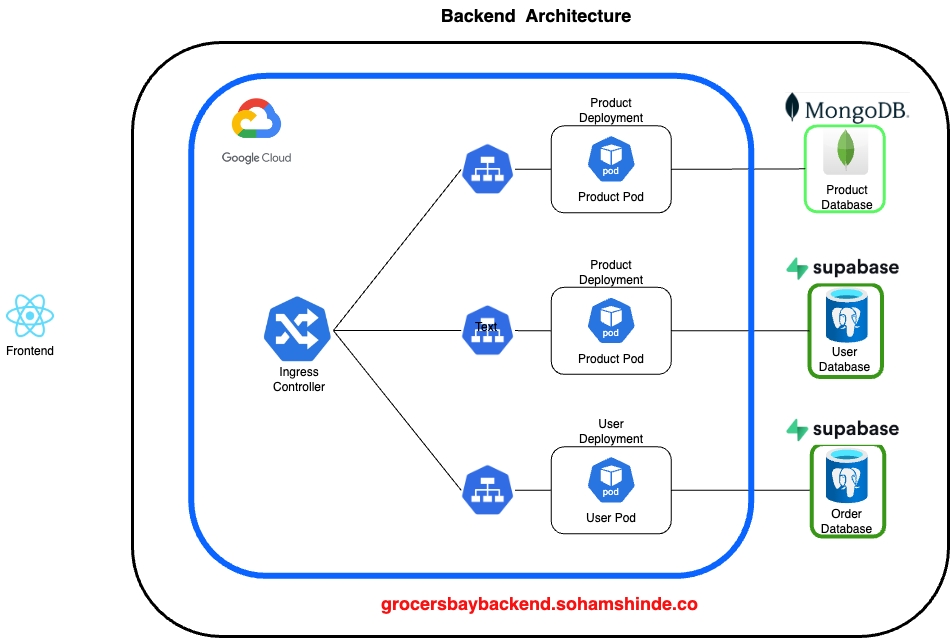 Backend Architecture
Google Cloud
Product
Deployment
pod
Product Pod
MongoDB.
Product
Database
Frontend
Ingress
Controller
Text
Product
Deployment
pod
Product Pod
supabase
User
Database
User
Deployment
pod
User Pod
supabase
Order
Database
grocersbaybackend.sohamshinde.co